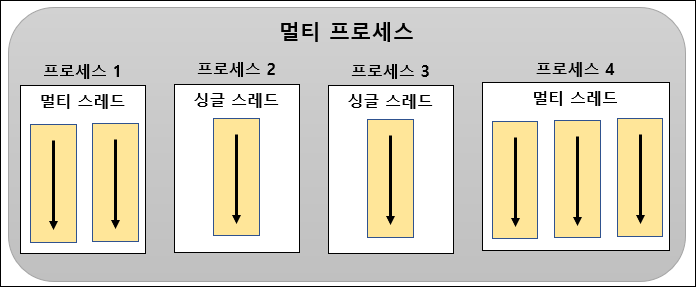 멀티 프로세스
프로세스 1
프로세스 2
프로세스 3
프로세스 4
멀티 스레드
싱글 스레드
싱글 스레드
멀티 스레드